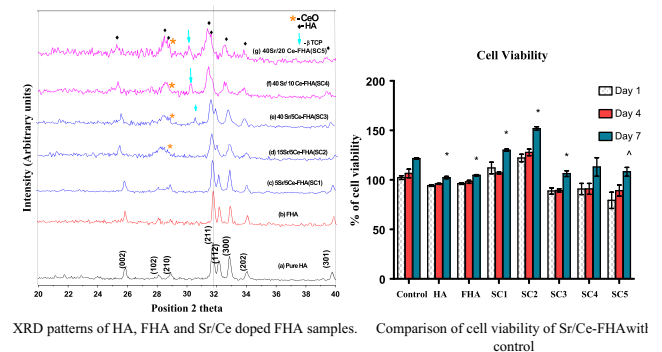 *-CeO
♦-HA
-βTCP
(g) 40Sr/20 Ce-FHA(SC5)
(f) 40 Sr/ 10 Ce-FHA(SC4)
(e) 40 Sr/5Ce-FHA(SC3)
(d) 15Sr/5Ce-FHA(SC2)
(c) 5Sr/5Ce-FHA(SC1)
(b) FHA
(a) Pure HA
(002)
(102)
(210)
(211)
(112)
(300)
(202)
(301)
Intensity (Arbitrary units)
20 22 24 26 28 30 32 34 36 38 40
Position 2 theta
XRD patterns of HA, FHA and Sr/Ce doped FHA samples.
Cell Viability
Day 1
Day 4
Day 7
% of cell viability
200
150
100
50
0
* * * * * ^
Control HA FHA SC1 SC2 SC3 SC4 SC5
Comparison of cell viability of Sr/Ce-FHAwith
control